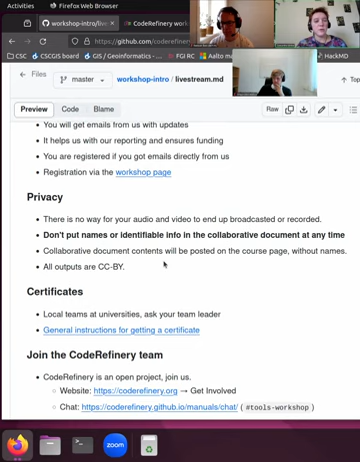 Activities
Firefox Web Browser
workshop-intro/live
CodeRefinery wor
https://github.com/coderefiner
CSC
CSCGIS board
GIS / Geoinformatics -
FGI RC
Aalto ma
HackMD
Files
master
workshop-intro / livestream.md
Top
Preview
Code
Blame
Raw
You will get emails from us with updates
It helps us with our reporting and ensures funding
You are registered if you got emails directly from us
Registration via the workshop page
Privacy
There is no way for your audio and video to end up broadcasted or recorded.
Don't put names or identifiable info in the collaborative document at any time
Collaborative document contents will be posted on the course page, without names.
All outputs are CC-BY.
Certificates
Local teams at universities, ask your team leader
General instructions for getting a certificate
Join the CodeRefinery team
CodeRefinery is an open project, join us.
Website: https://coderefinery.org → Get Involved
Chat: https://coderefinery.github.io/manuals/chat/ ( #tools-workshop )
zoom